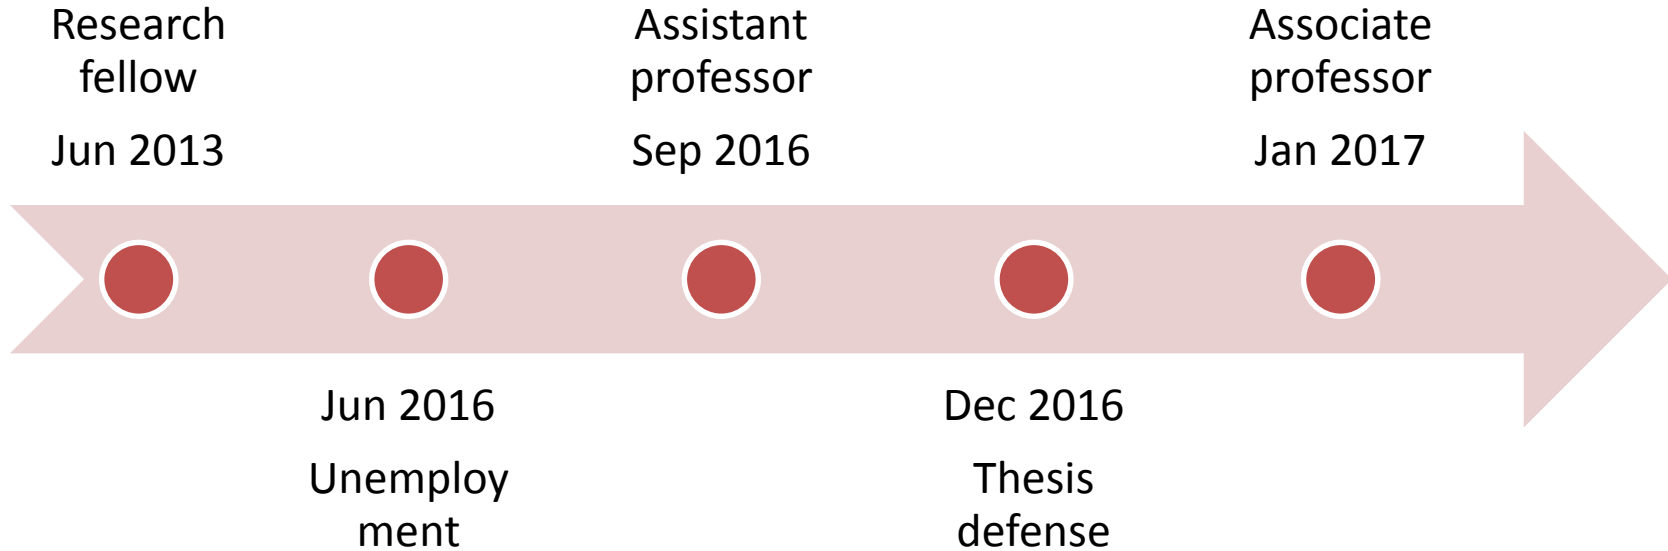 Research
fellow
Jun 2013
Assistant
professor
Sep 2016
Associate
professor
Jan 2017
Jun 2016
Unemploy
ment
Dec 2016
Thesis
defense